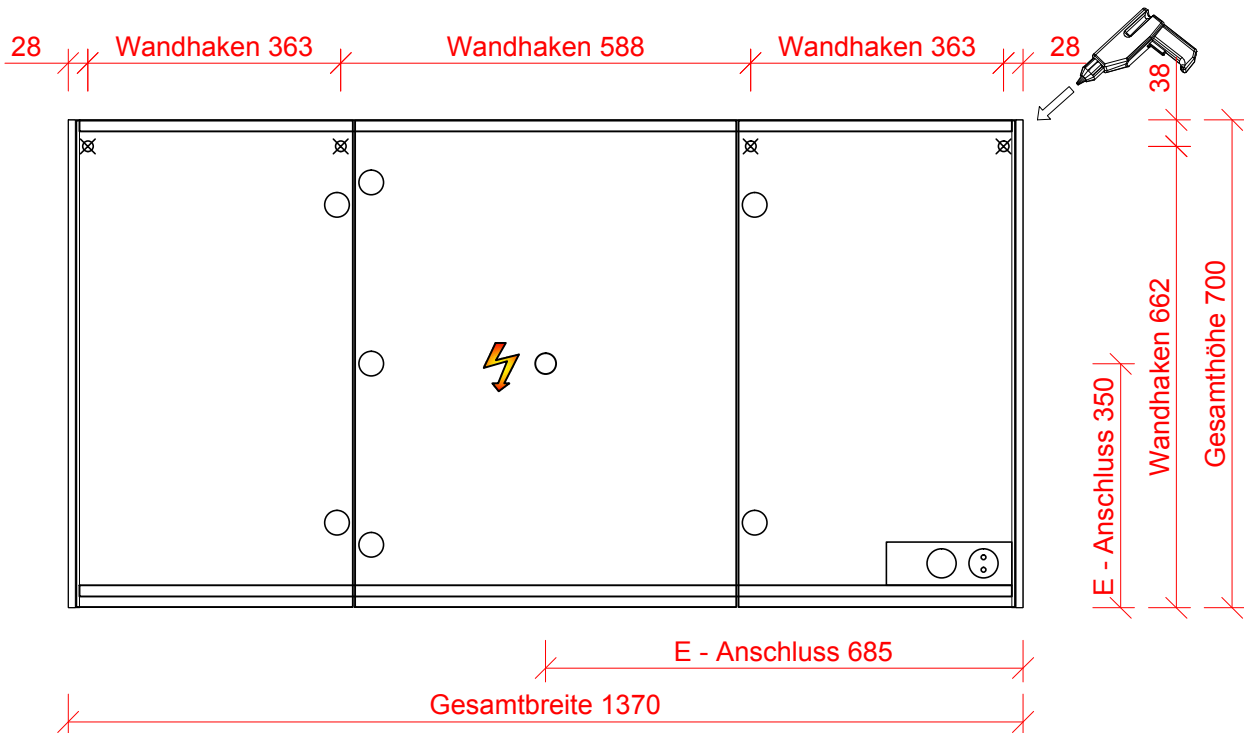 28
Wandhaken 363
Wandhaken 588
Wandhaken 363
28
38
Wandhaken 662
Gesamthöhe 700
E - Anschluss 350
E - Anschluss 685
Gesamtbreite 1370